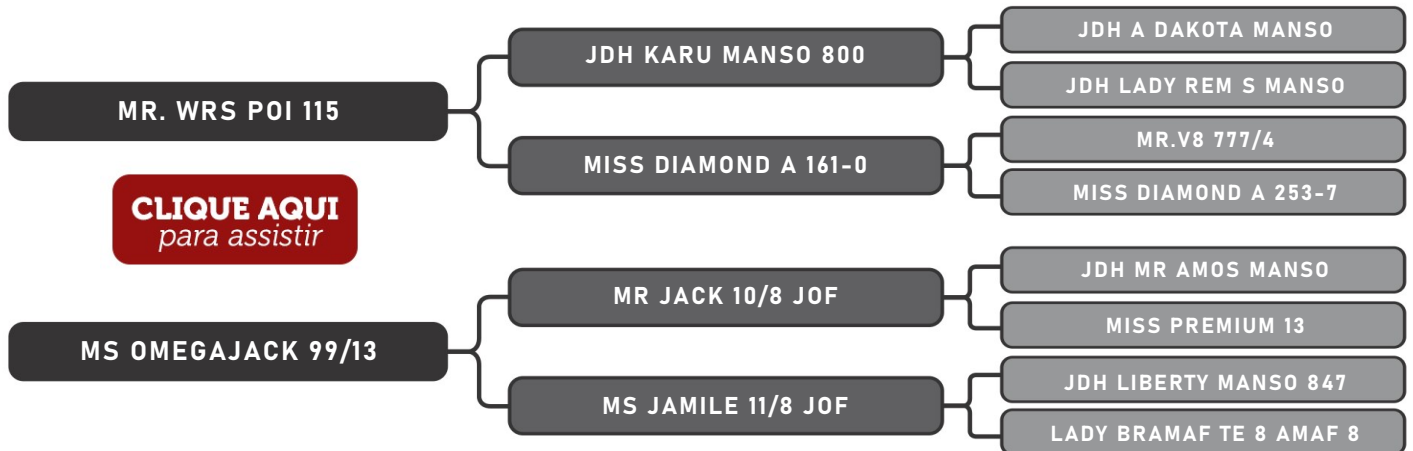 JDH A DAKOTA MANSO
JDH KARU MANSO 800
JDH LADY REM S MANSO
MR. WRS POI 115
MR.V8 777/4
MISS DIAMOND A 161-0
MISS DIAMOND A 253-7
CLIQUE AQUI
para assistir
JDH MR AMOS MANSO
MR JACK 10/8 JOF
MISS PREMIUM 13
MS OMEGAJACK 99/13
JDH LIBERTY MANSO 847
MS JAMILE 11/8 JOF
LADY BRAMAF TE 8 AMAF 8